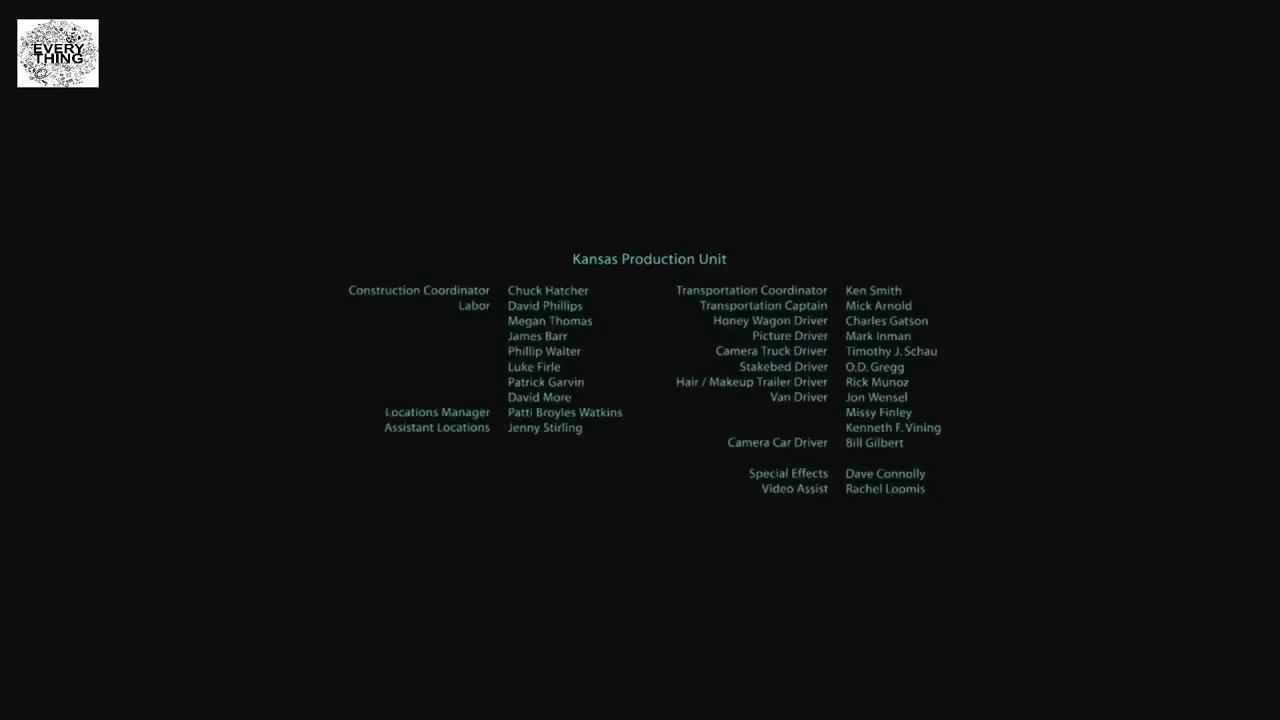 EVERY
THING
Kansas Production Unit
Construction Coordinator Chuck Hatcher
Labor David Phillips
Megan Thomas
James Barr
Phillip Walter
Luke Firle
Patrick Garvin
David More
Locations Manager Patti Broyles Watkins
Assistant Locations Jenny Stirling
Transportation Coordinator Ken Smith
Transportation Captain Mick Arnold
Honey Wagon Driver Charles Gatson
Picture Driver Mark Inman
Camera Truck Driver Timothy J. Schau
Stakebed Driver O.D. Gregg
Hair / Makeup Trailer Driver Rick Munoz
Van Driver Jon Wensel
Missy Finley
Kenneth F. Vining
Camera Car Driver Bill Gilbert
Special Effects Dave Connolly
Video Assist Rachel Loomis